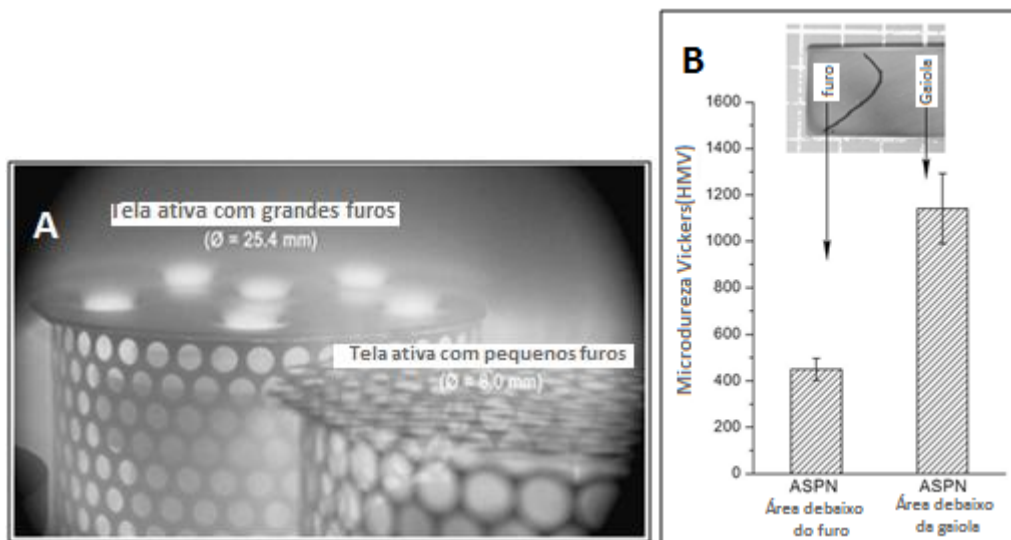 A
Tela ativa com grandes furos
(Ø = 25.4 mm)
Tela ativa com pequenos furos
(Ø = 8.0 mm)
B
furo
Gaiola
Microdureza Vickers(HMV)
1600
1400
1200
1000
800
600
400
200
0
ASPN
Área debaixo
do furo
ASPN
Área debaixo
da gaiola